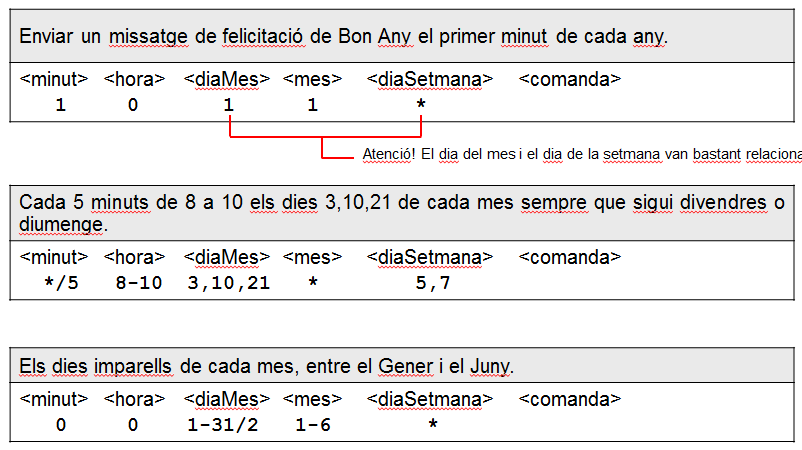 Enviar un missatge de felicitació de Bon Any el primer minut de cada any.
<minut> <hora> <diaMes> <mes> <diaSetmana> <comanda>
1 0 1 1 *
Atenció! El dia del mes i el dia de la setmana van bastant relaciona
Cada 5 minuts de 8 a 10 els dies 3,10,21 de cada mes sempre que sigui divendres o
diumenge.
<minut> <hora> <diaMes> <mes> <diaSetmana> <comanda>
*/5 8-10 3,10,21 * 5,7
Els dies imparells de cada mes, entre el Gener i el Juny.
<minut> <hora> <diaMes> <mes> <diaSetmana> <comanda>
0 0 1-31/2 1-6 *